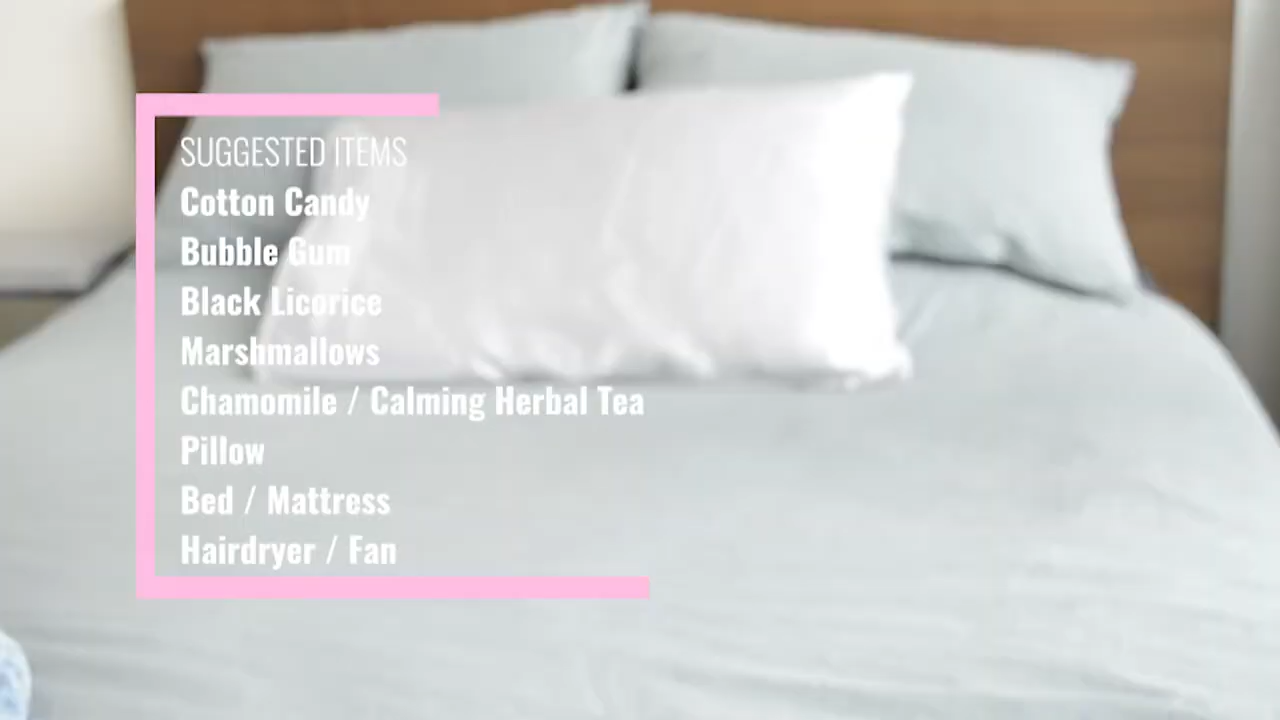 SUGGESTED ITEMS
Cotton Candy
Bubble Gum
Black Licorice
Marshmallows
Chamomile / Calming Herbal Tea
Pillow
Bed / Mattress
Hairdryer / Fan